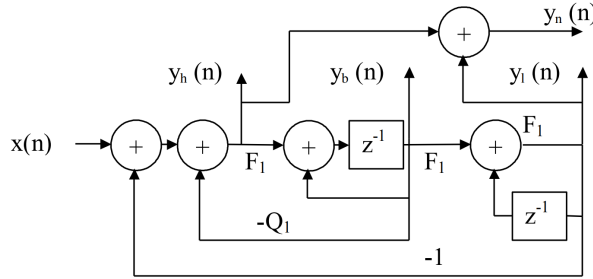 yₙ (n)
yₕ (n) y_b (n) yₗ (n)
+
x(n) + + F₁ + z⁻¹ F₁ + F₁
z⁻¹
-Q₁
-1